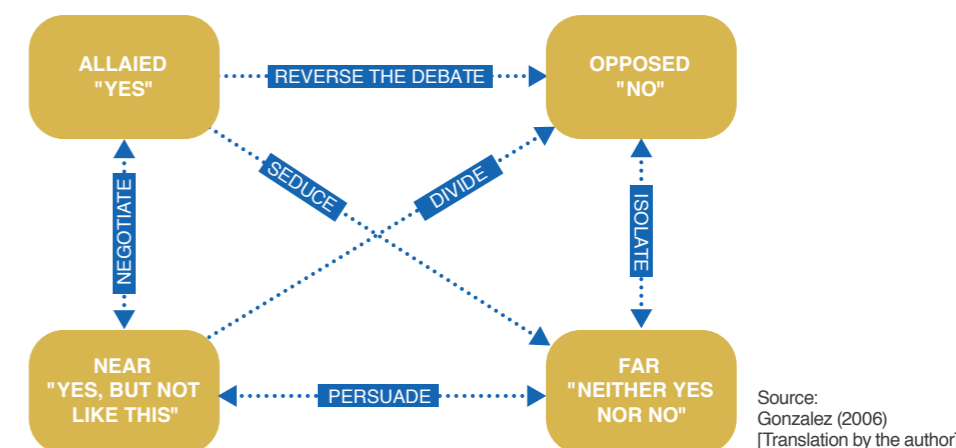 ALLAIED
"YES"
REVERSE THE DEBATE
OPPOSED
"NO"
SEDUCE
DIVIDE
NEGOTIATE
ISOLATE
NEAR
"YES, BUT NOT
LIKE THIS"
PERSUADE
FAR
"NEITHER YES
NOR NO"
Source:
Gonzalez (2006)
[Translation by the author]